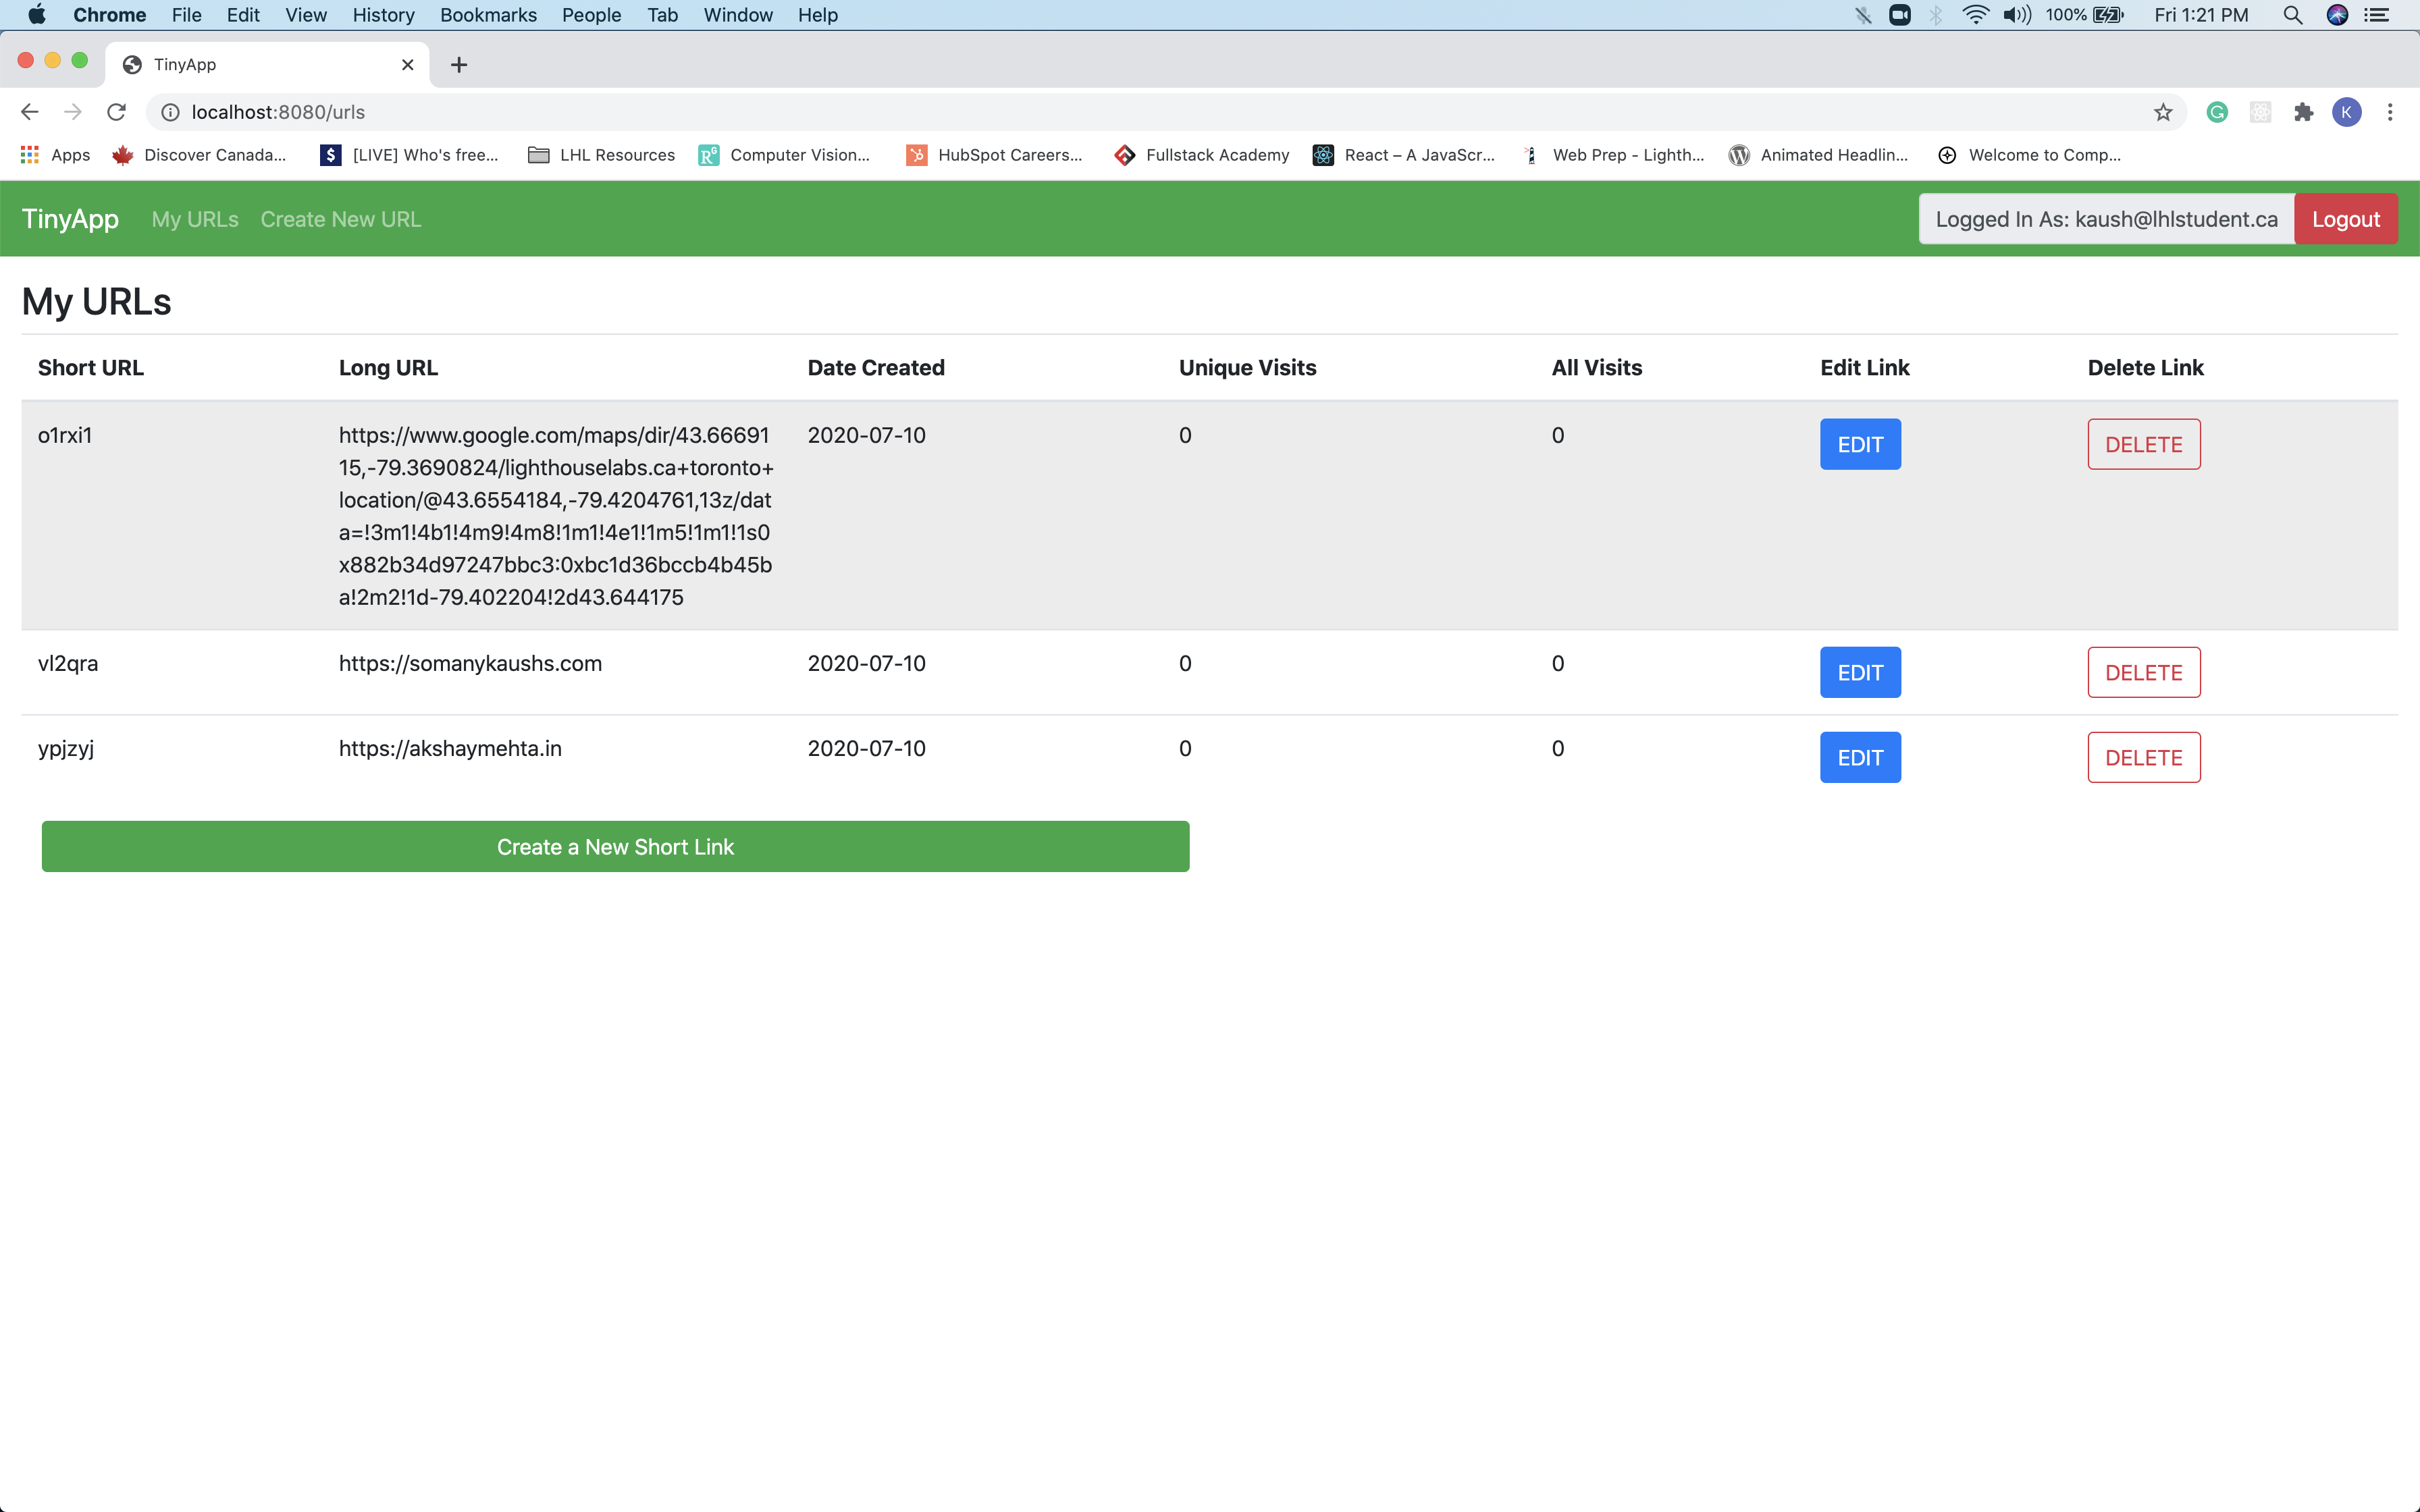 Chrome File Edit View History Bookmarks People Tab Window Help 100% Fri 1:21 PM
TinyApp
localhost:8080/urls K
Apps Discover Canada... $ [LIVE] Who's free... LHL Resources RG Computer Vision... HubSpot Careers... Fullstack Academy React – A JavaScr... Web Prep - Lighth... Animated Headlin... Welcome to Comp...
TinyApp My URLs Create New URL Logged In As: kaush@lhlstudent.ca Logout
My URLs
Short URL Long URL Date Created Unique Visits All Visits Edit Link Delete Link
o1rxi1 https://www.google.com/maps/dir/43.66691 2020-07-10 0 0 EDIT DELETE
15,-79.3690824/lighthouselabs.ca+toronto+
location/@43.6554184,-79.4204761,13z/dat
a=!3m1!4b1!4m9!4m8!1m1!4e1!1m5!1m1!1s0
x882b34d97247bbc3:0xbc1d36bccb4b45b
a!2m2!1d-79.402204!2d43.644175
vl2qra https://somanykaushs.com 2020-07-10 0 0 EDIT DELETE
ypjzyj https://akshaymehta.in 2020-07-10 0 0 EDIT DELETE
Create a New Short Link